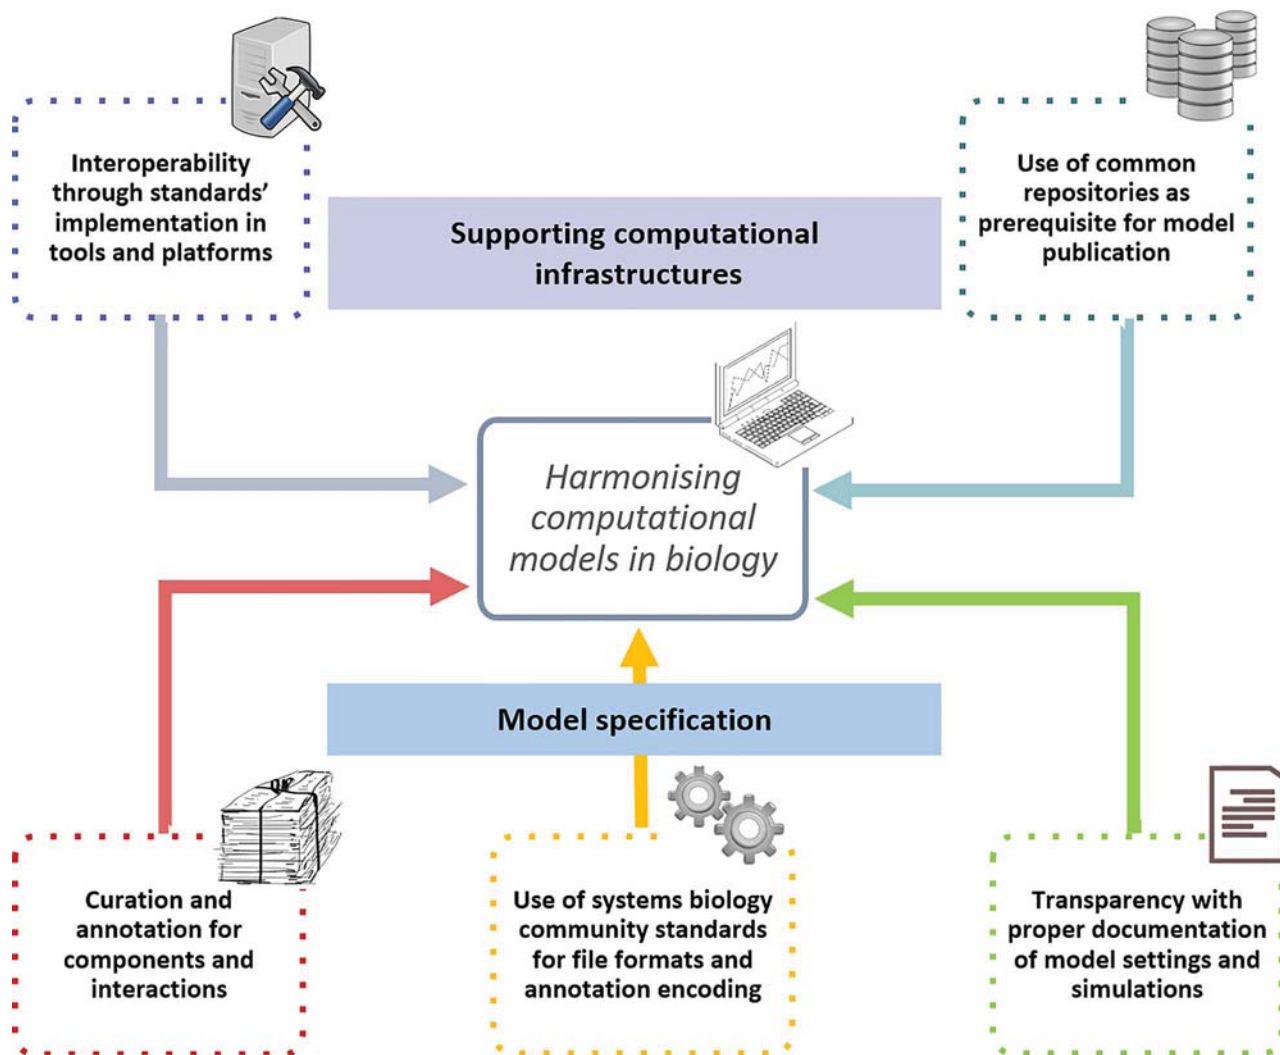 Interoperability
through standards’
implementation in
tools and platforms
Supporting computational
infrastructures
Use of common
repositories as
prerequisite for model
publication
Harmonising
computational
models in biology
Model specification
Curation and
annotation for
components and
interactions
Use of systems biology
community standards
for file formats and
annotation encoding
Transparency with
proper documentation
of model settings and
simulations